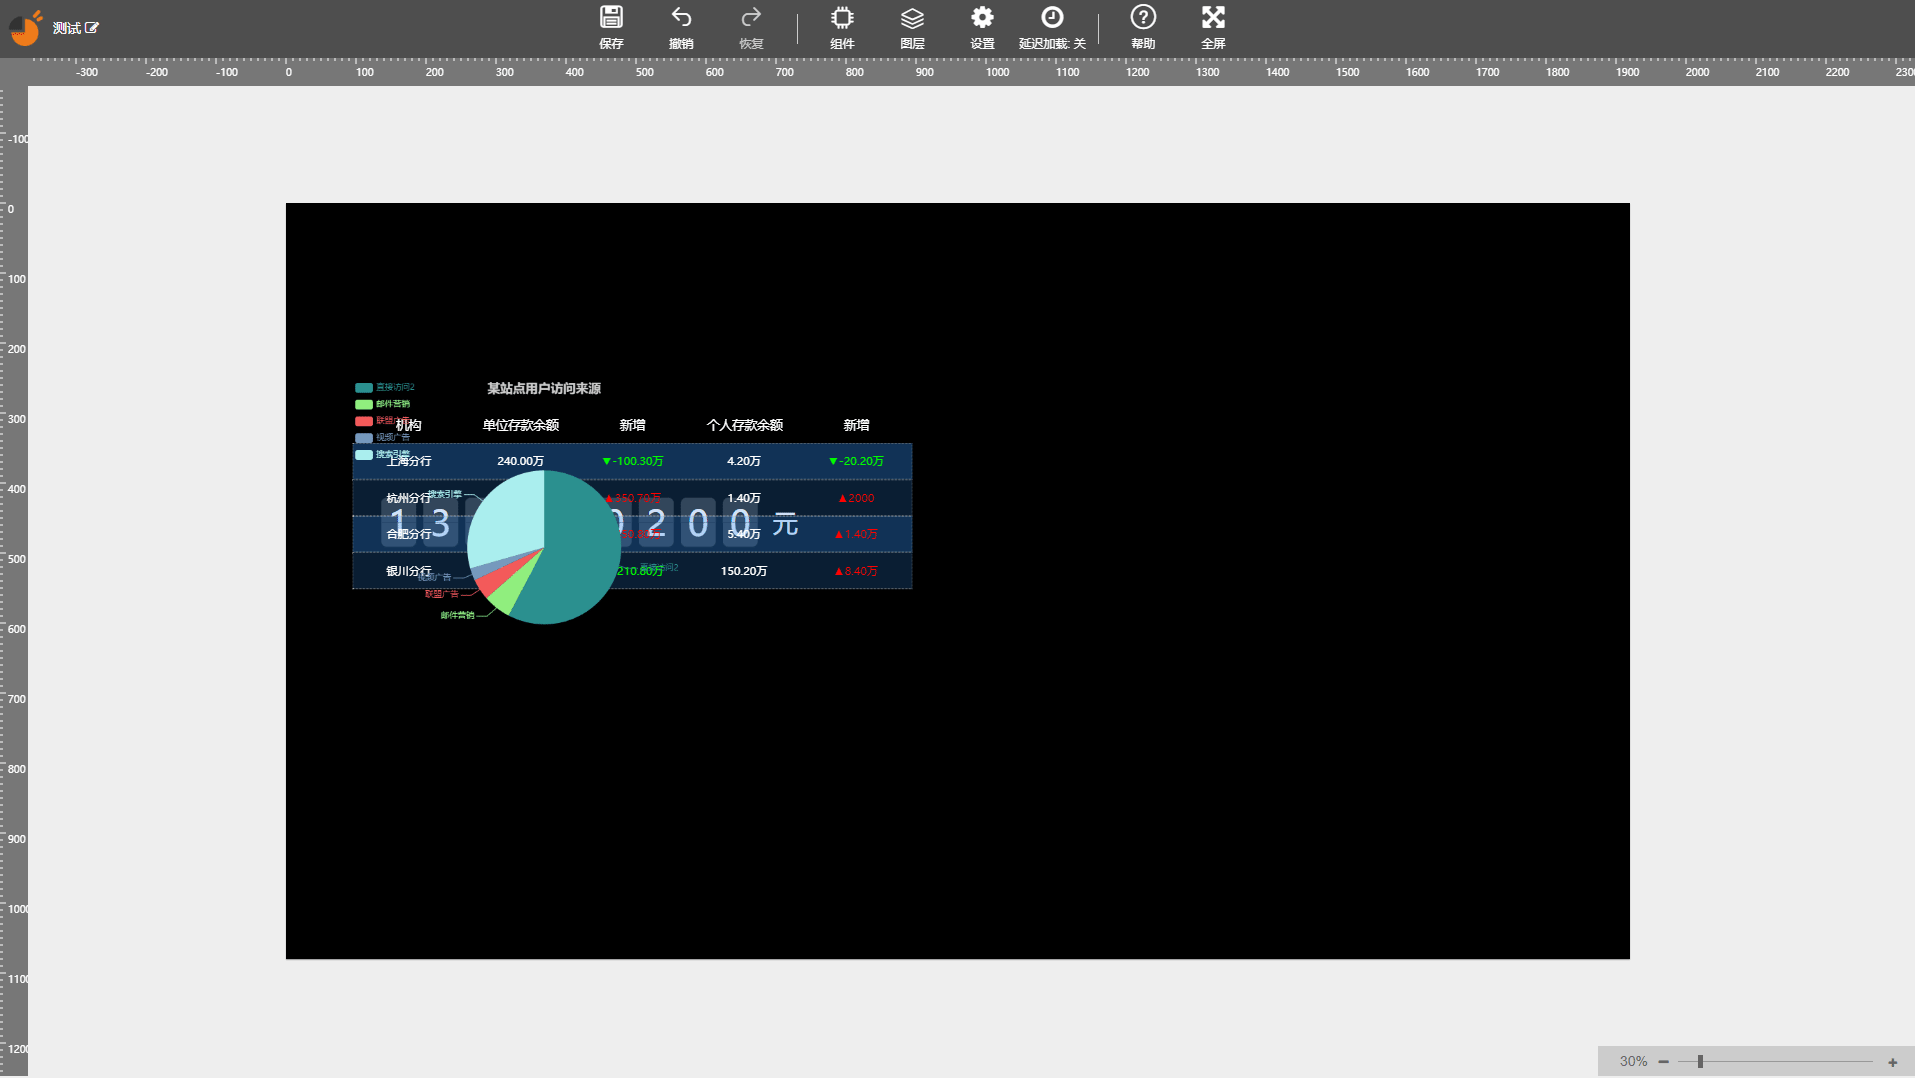 测试
保存 撤销 恢复 组件 图层 设置 延迟加载: 关 帮助 全屏
-300 -200 -100 0 100 200 300 400 500 600 700 800 900 1000 1100 1200 1300 1400 1500 1600 1700 1800 1900 2000 2100 2200 2300
-100
0
100
200
300
400
500
600
700
800
900
1000
1100
1200
直接访问2
某站点用户访问来源
邮件营销
联盟广告
机构 单位存款余额 新增 个人存款余额 新增
视频广告
搜索引擎
上海分行 240.00万 ▼-100.30万 4.20万 ▼-20.20万
杭州分行 搜索引擎 1.40万 ▲2000
1 3 0 2 0 0 元
合肥分行 5.40万 ▲1.40万
银川分行 210.80万 直接访问2 150.20万 ▲8.40万
视频广告
联盟广告
邮件营销
30%